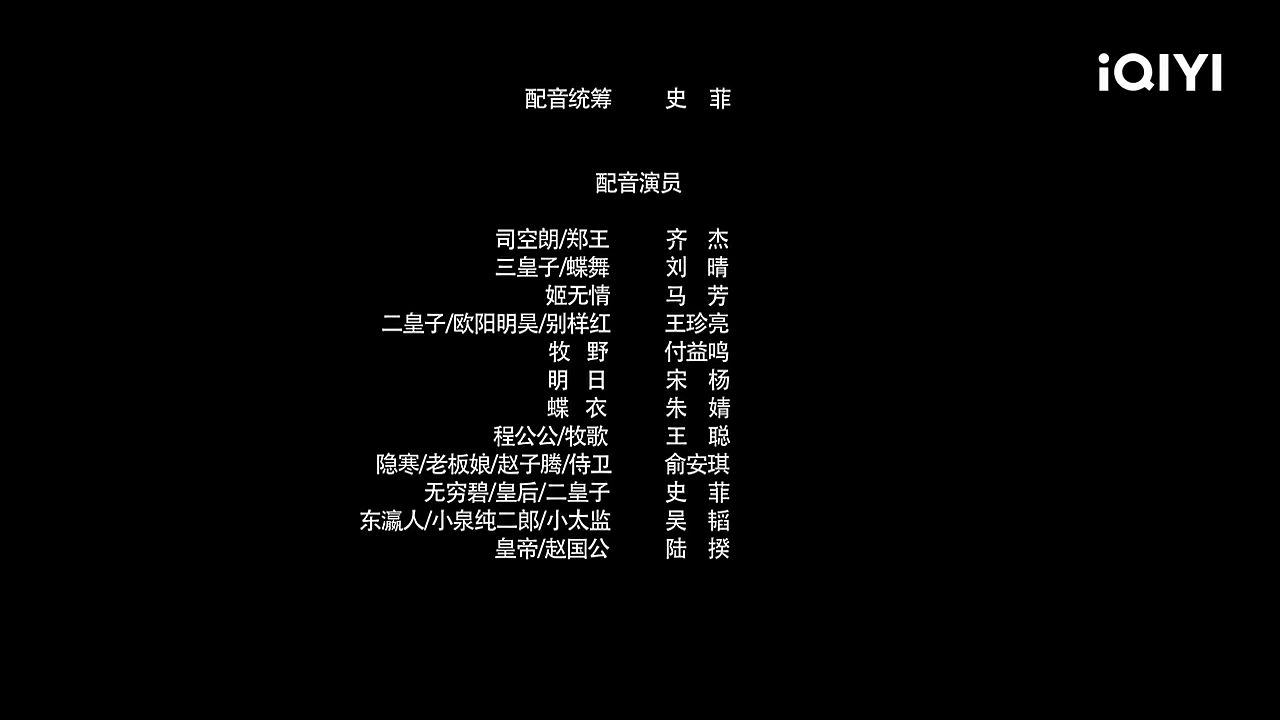 iQIYI
配音统筹 史 菲
配音演员
司空朗/郑王 齐 杰
三皇子/蝶舞 刘 晴
姬无情 马 芳
二皇子/欧阳明昊/别样红 王珍亮
牧 野 付益鸣
明 日 宋 杨
蝶 衣 朱 婧
程公公/牧歌 王 聪
隐寒/老板娘/赵子腾/侍卫 俞安琪
无穷碧/皇后/二皇子 史 菲
东瀛人/小泉纯二郎/小太监 吴 韬
皇帝/赵国公 陆 揆